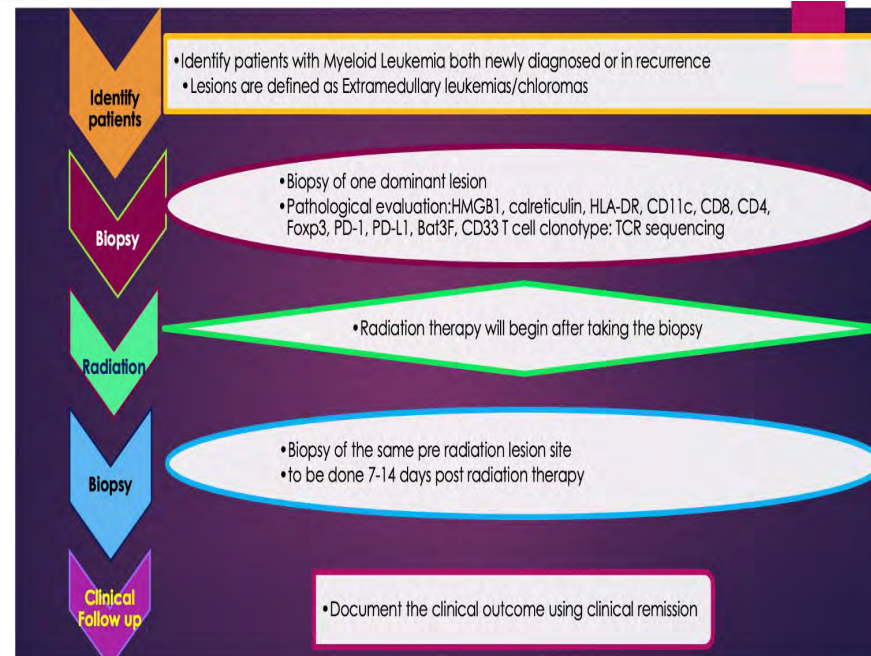 Identify
patients
•Identify patients with Myeloid Leukemia both newly diagnosed or in recurrence
•Lesions are defined as Extramedullary leukemias/chloromas
Biopsy
•Biopsy of one dominant lesion
•Pathological evaluation:HMGB1, calreticulin, HLA-DR, CD11c, CD8, CD4,
Foxp3, PD-1, PD-L1, Bat3F, CD33 T cell clonotype: TCR sequencing
Radiation
•Radiation therapy will begin after taking the biopsy
Biopsy
•Biopsy of the same pre radiation lesion site
•to be done 7-14 days post radiation therapy
Clinical
Follow up
•Document the clinical outcome using clinical remission